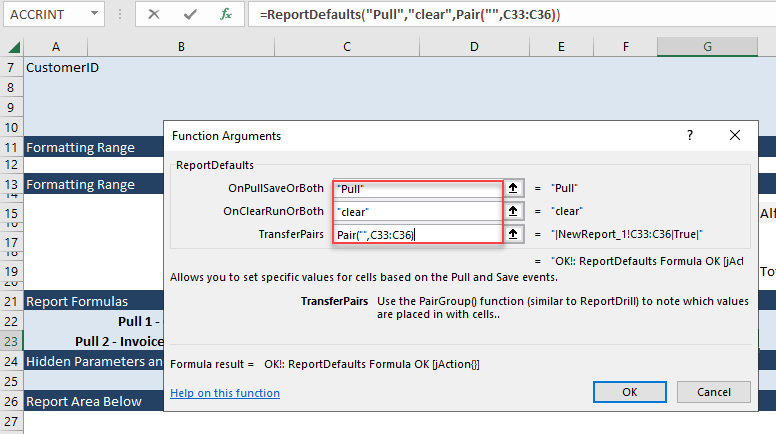 ACCRINT =ReportDefaults("Pull","clear",Pair("",C33:C36))
A B C D E F G
7 CustomerID
8
9
10
11 Formatting Range
12
13 Formatting Range
14
15
16
17
18
19
20
21 Report Formulas
22 Pull 1 -
23 Pull 2 - Invoice
24 Hidden Parameters an
25
26 Report Area Below
27
Function Arguments ? ×
ReportDefaults
OnPullSaveOrBoth "Pull" = "Pull"
OnClearRunOrBoth "clear" = "clear"
TransferPairs Pair("",C33:C36) = "|NewReport_1!C33:C36|True|"
= "OK!: ReportDefaults Formula OK [jAct
Allows you to set specific values for cells based on the Pull and Save events.
TransferPairs Use the PairGroup() function (similar to ReportDrill) to note which values
are placed in with cells..
Formula result = OK!: ReportDefaults Formula OK [jAction{}]
Help on this function OK Cancel
To